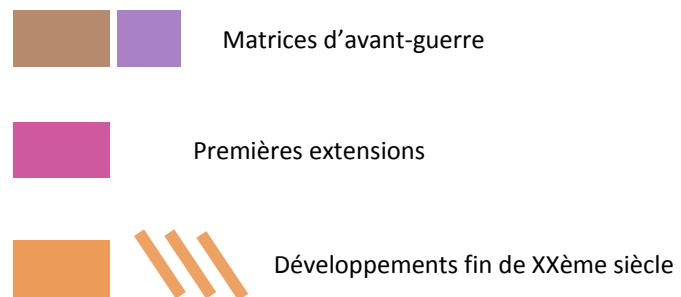 Matrices d’avant-guerre
Premières extensions
Développements fin de XXème siècle